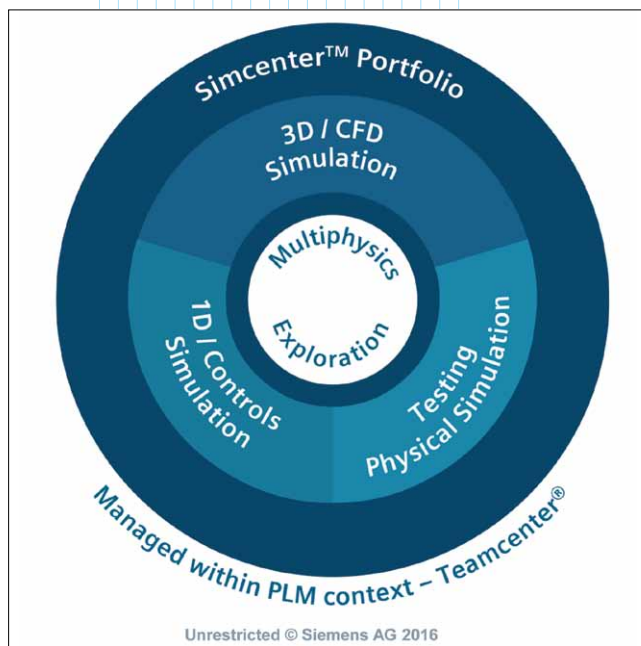 Simcenter™ Portfolio
3D / CFD
Simulation
Multiphysics
Exploration
1D / Controls
Simulation
Testing
Physical Simulation
Managed within PLM context – Teamcenter®
Unrestricted © Siemens AG 2016